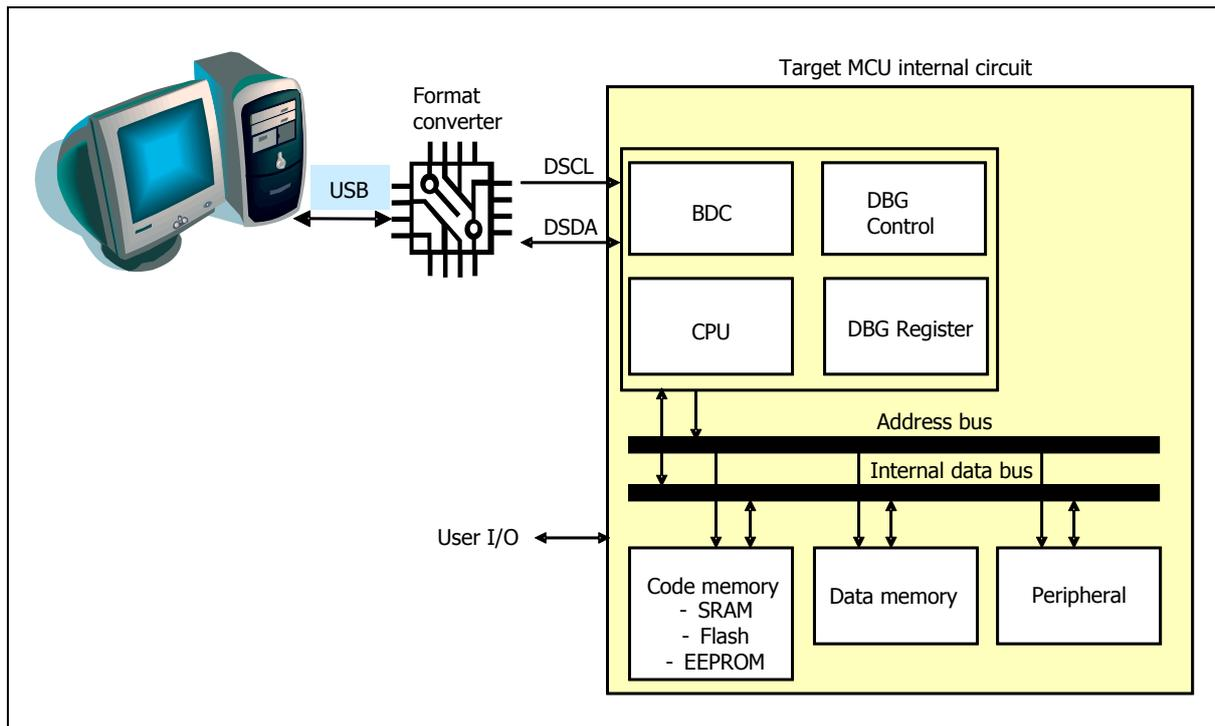 Target MCU internal circuit
Format
converter
USB
DSCL
DSDA
BDC
DBG
Control
CPU
DBG Register
Address bus
Internal data bus
User I/O
Code memory
- SRAM
- Flash
- EEPROM
Data memory
Peripheral